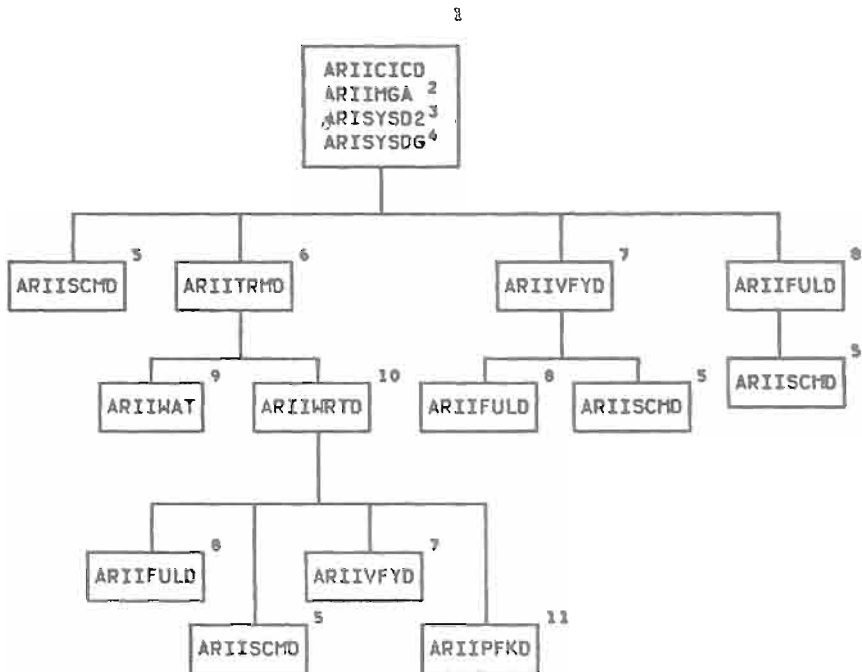 1
ARIICICD
ARIIMGA 2
ARISYSD2 3
ARISYSDG 4
5 6 7 8
ARIISCMD ARIITRMD ARIIVFYD ARIIFULD
9 10 8 5 5
ARIIWAT ARIIWRTD ARIIFULD ARIISCMD ARIISCMD
8 7
ARIIFULD ARIIVFYD
5 11
ARIISCMD ARIIPFKD